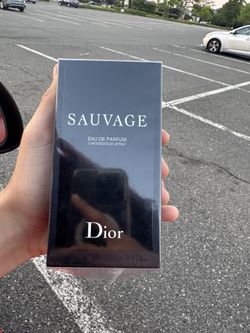 SAUVAGE
EAU DE PARFUM
VAPORISATEUR SPRAY
Dior